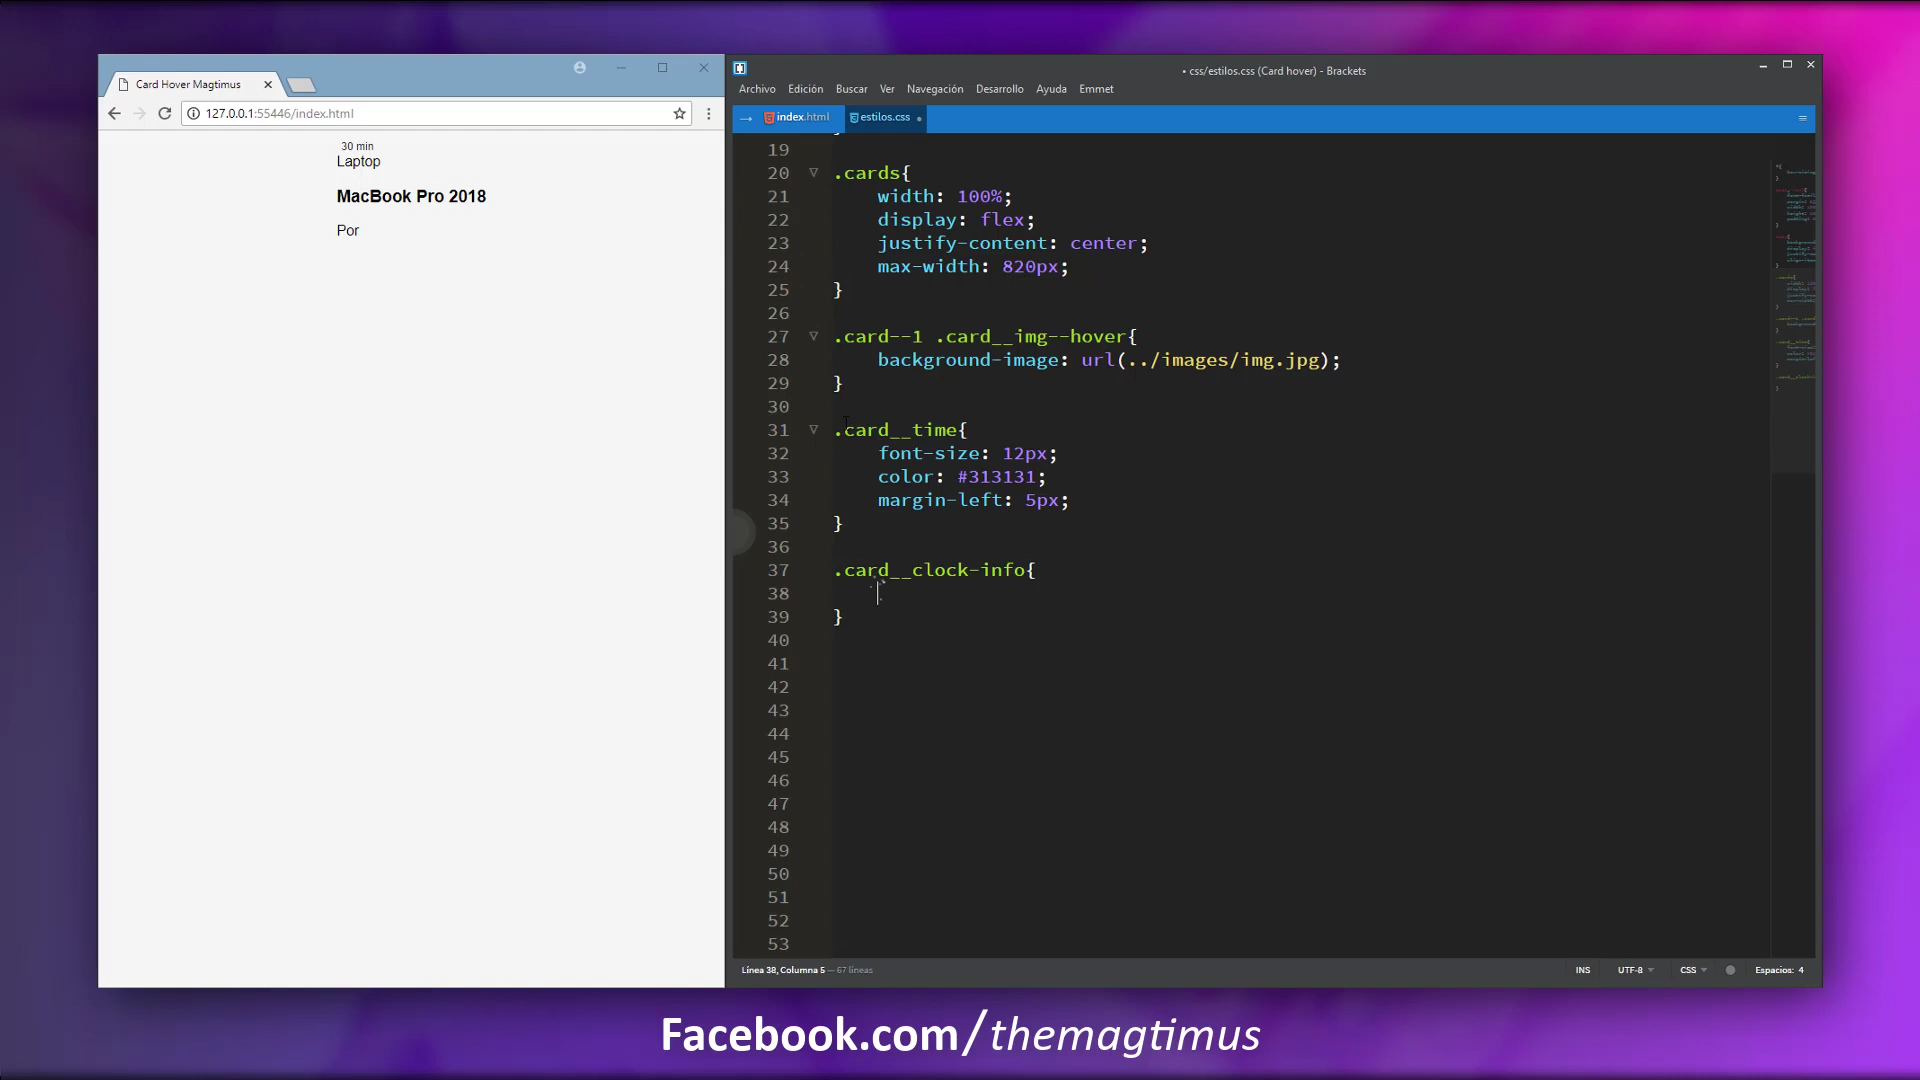 Card Hover Magtimus
127.0.0.1:55446/index.html
30 min
Laptop
MacBook Pro 2018
Por
• css/estilos.css (Card hover) - Brackets
Archivo Edición Buscar Ver Navegación Desarrollo Ayuda Emmet
index.html estilos.css
19
20 .cards{
21 width: 100%;
22 display: flex;
23 justify-content: center;
24 max-width: 820px;
25 }
26
27 .card--1 .card__img--hover{
28 background-image: url(../images/img.jpg);
29 }
30
31 .card__time{
32 font-size: 12px;
33 color: #313131;
34 margin-left: 5px;
35 }
36
37 .card__clock-info{
38
39 }
40
41
42
43
44
45
46
47
48
49
50
51
52
53
Línea 38, Columna 5 — 67 líneas INS UTF-8 CSS Espacios: 4
Facebook.com/themagtimus